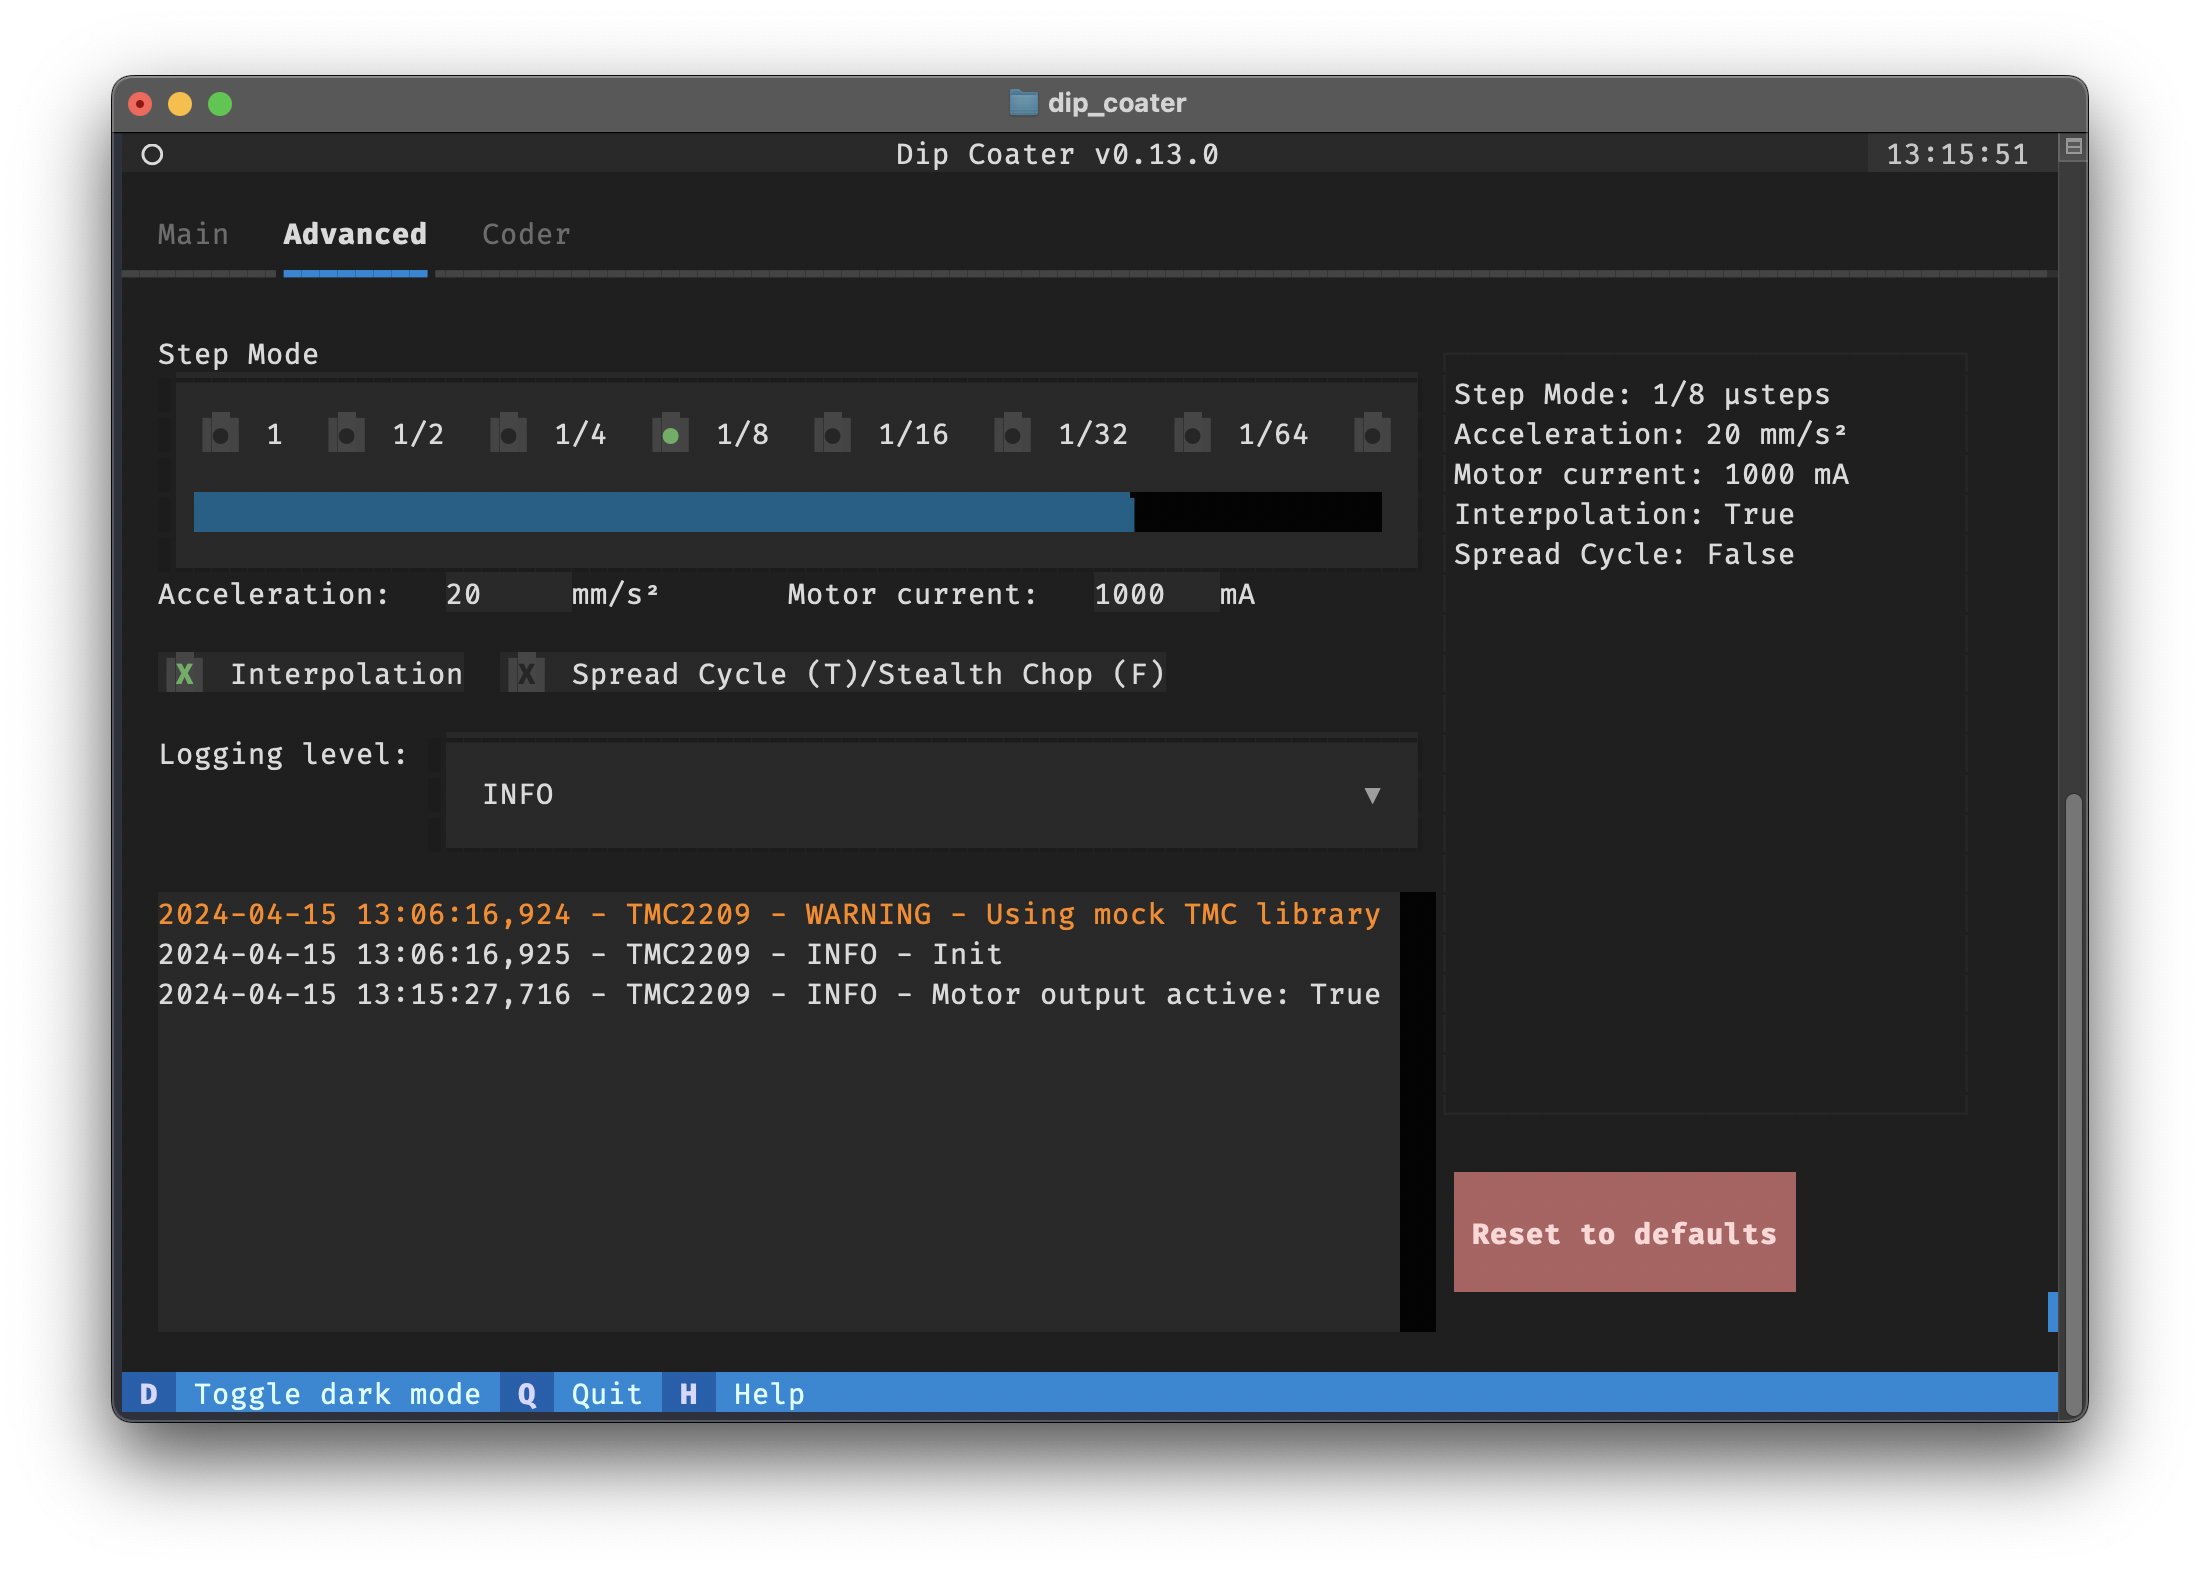 dip_coater
Dip Coater v0.13.0
13:15:51
Main Advanced Coder
Step Mode
1 1/2 1/4 1/8 1/16 1/32 1/64
Acceleration: 20 mm/s² Motor current: 1000 mA
X Interpolation X Spread Cycle (T)/Stealth Chop (F)
Logging level: INFO ▼
2024-04-15 13:06:16,924 - TMC2209 - WARNING - Using mock TMC library
2024-04-15 13:06:16,925 - TMC2209 - INFO - Init
2024-04-15 13:15:27,716 - TMC2209 - INFO - Motor output active: True
Step Mode: 1/8 µsteps
Acceleration: 20 mm/s²
Motor current: 1000 mA
Interpolation: True
Spread Cycle: False
Reset to defaults
D Toggle dark mode Q Quit H Help